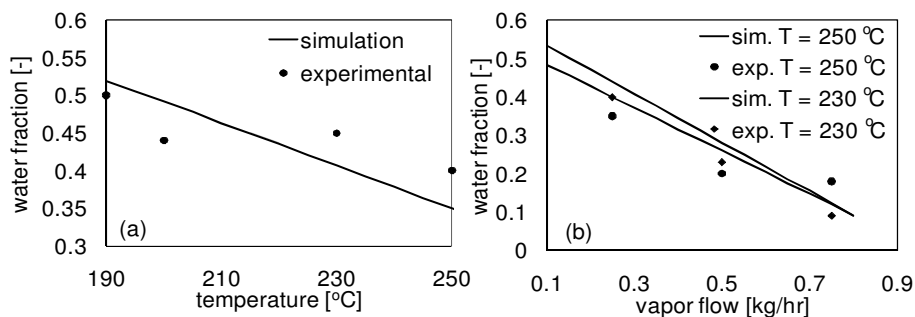 0.6
0.55
0.5
0.45
0.4
0.35
0.3
water fraction [-]
simulation
experimental
(a)
190
210
230
250
temperature [°C]
0.6
0.5
0.4
0.3
0.2
0.1
0
water fraction [-]
sim. T = 250 °C
exp. T = 250 °C
sim. T = 230 °C
exp. T = 230 °C
(b)
0.1
0.3
0.5
0.7
0.9
vapor flow [kg/hr]